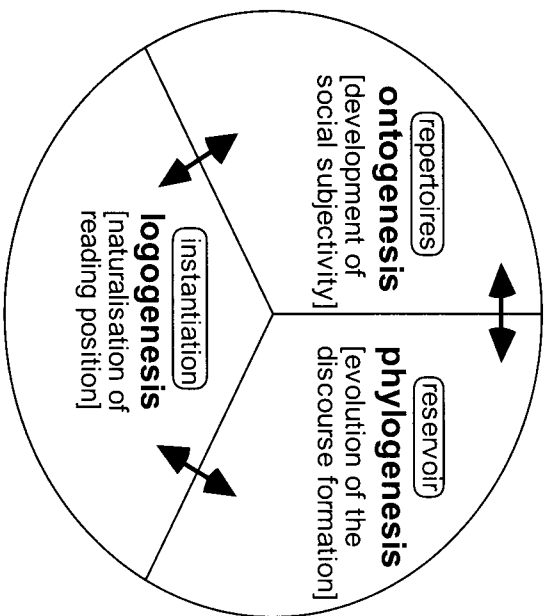 repertoires
ontogenesis
[development of
social subjectivity]
reservoir
phylogenesis
[evolution of the
discourse formation]
instantiation
logogenesis
[naturalisation of
reading position]